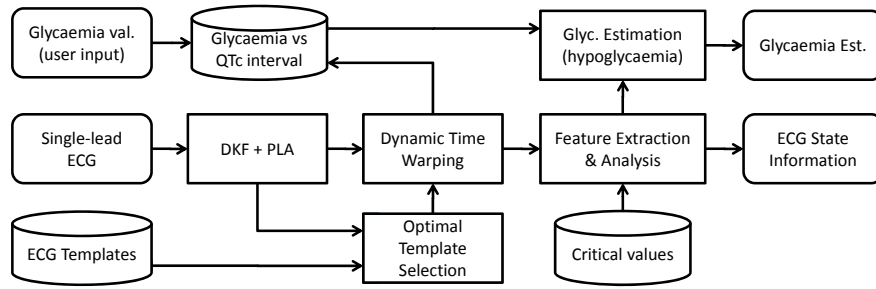 Glycaemia val.
(user input)
Glycaemia vs
QTc interval
Glyc. Estimation
(hypoglycaemia)
Glycaemia Est.
Single-lead
ECG
DKF + PLA
Dynamic Time
Warping
Feature Extraction
& Analysis
ECG State
Information
ECG Templates
Optimal
Template
Selection
Critical values